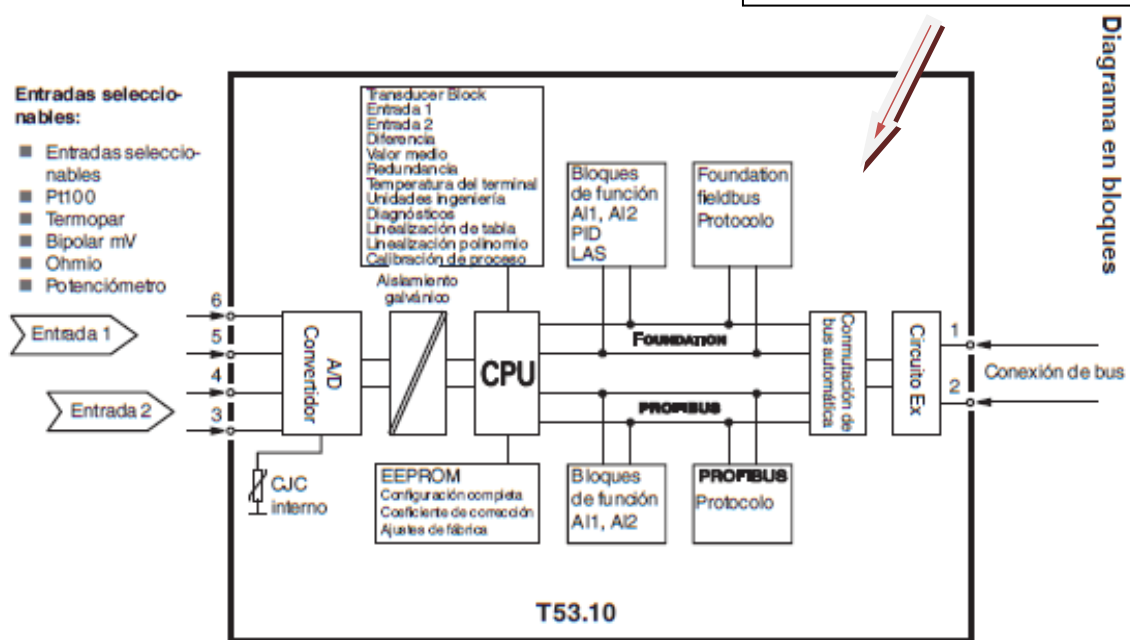 Diagrama en bloques
Entradas seleccio-
nables:
Entradas seleccio-
nables
Pt100
Termopar
Bipolar mV
Ohmio
Potenciómetro
Entrada 1
Entrada 2
6
5
4
3
A/D
Convertidor
CJC
interno
Transducer Block
Entrada 1
Entrada 2
Diferencia
Valor medio
Redundancia
Temperatura del terminal
Unidades ingeniería
Diagnósticos
Linealización de tabla
Linealización polinomio
Calibración de proceso
Aislamiento
galvánico
CPU
EEPROM
Configuración completa
Coeficiente de corrección
Ajustes de fábrica
Bloques
de función
AI1, AI2
PID
LAS
Foundation
fieldbus
Protocolo
FOUNDATION
PROFIBUS
Bloques
de función
AI1, AI2
PROFIBUS
Protocolo
Conmutación de
bus automática
Circuito Ex
1
2
Conexión de bus
T53.10